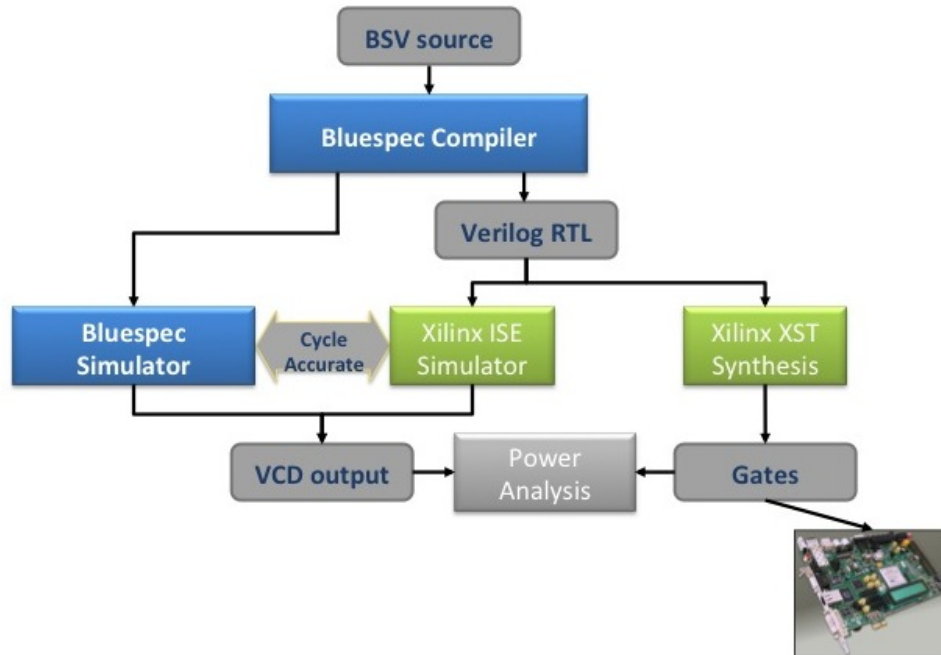 BSV source
Bluespec Compiler
Verilog RTL
Bluespec
Simulator
Cycle
Accurate
Xilinx ISE
Simulator
Xilinx XST
Synthesis
VCD output
Power
Analysis
Gates